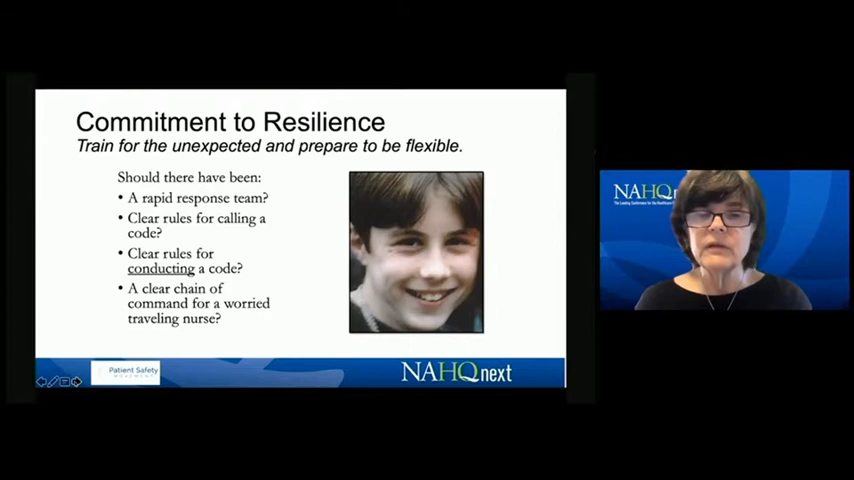 Commitment to Resilience
Train for the unexpected and prepare to be flexible.
Should there have been:
• A rapid response team?
• Clear rules for calling a
code?
• Clear rules for
conducting a code?
• A clear chain of
command for a worried
traveling nurse?
Patient Safety
MOVEMENT
NAHQnext
NAHQ